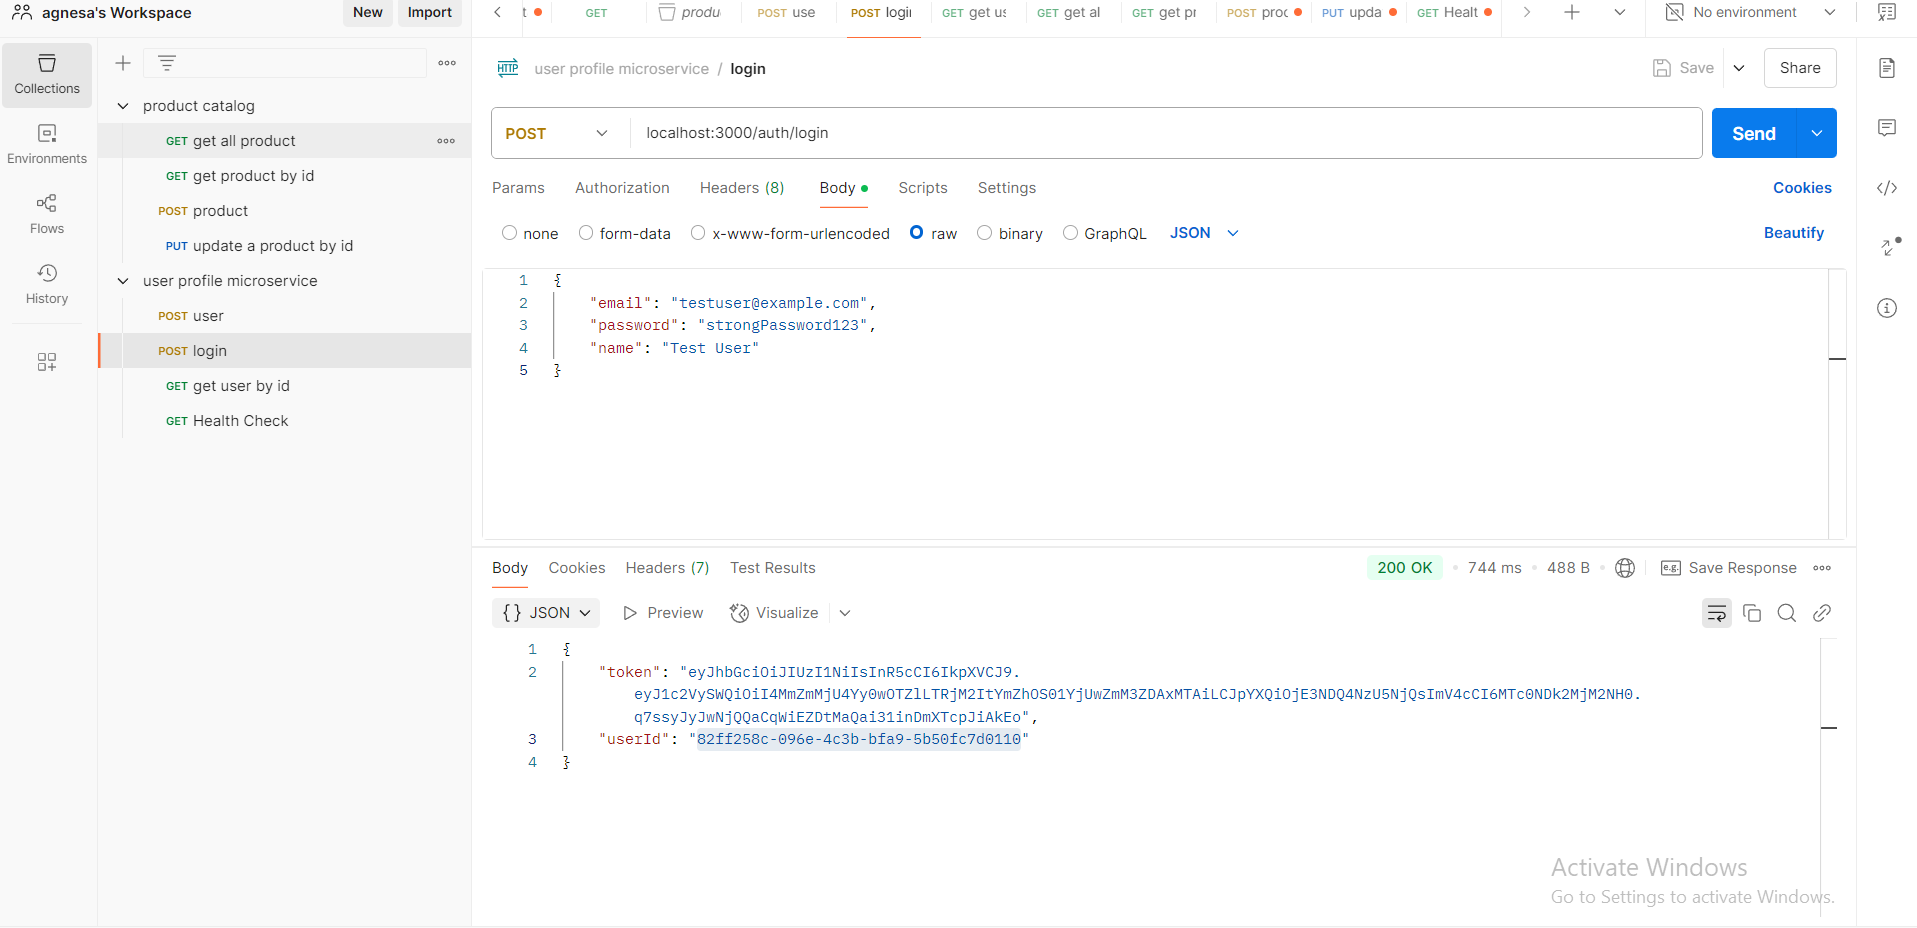 agnesa's Workspace
New
Import
GET
produ
POST use
POST logi
GET get us
GET get al
GET get pr
POST proc
PUT upda
GET Healt
No environment
Collections
Environments
Flows
History
product catalog
GET get all product
GET get product by id
POST product
PUT update a product by id
user profile microservice
POST user
POST login
GET get user by id
GET Health Check
HTTP user profile microservice / login
Save
Share
POST
localhost:3000/auth/login
Send
Params
Authorization
Headers (8)
Body
Scripts
Settings
Cookies
none
form-data
x-www-form-urlencoded
raw
binary
GraphQL
JSON
Beautify
1 {
2 "email": "testuser@example.com",
3 "password": "strongPassword123",
4 "name": "Test User"
5 }
Body
Cookies
Headers (7)
Test Results
200 OK
744 ms
488 B
e.g. Save Response
{} JSON
Preview
Visualize
1 {
2 "token": "eyJhbGciOiJIUzI1NiIsInR5cCI6IkpXVCJ9.
eyJ1c2VySWQiOiI4MmZmMjU4Yy0wOTZlLTRjM2ItYmZhOS01YjUwZmM3ZDAxMTAiLCJpYXQiOjE3NDQ4NzU5NjQsImV4cCI6MTc0NDk2MjM2NH0.
q7ssyJyJwNjQQaCqWiEZDtMaQai31inDmXTcpJiAkEo",
3 "userId": "82ff258c-096e-4c3b-bfa9-5b50fc7d0110"
4 }
Activate Windows
Go to Settings to activate Windows.